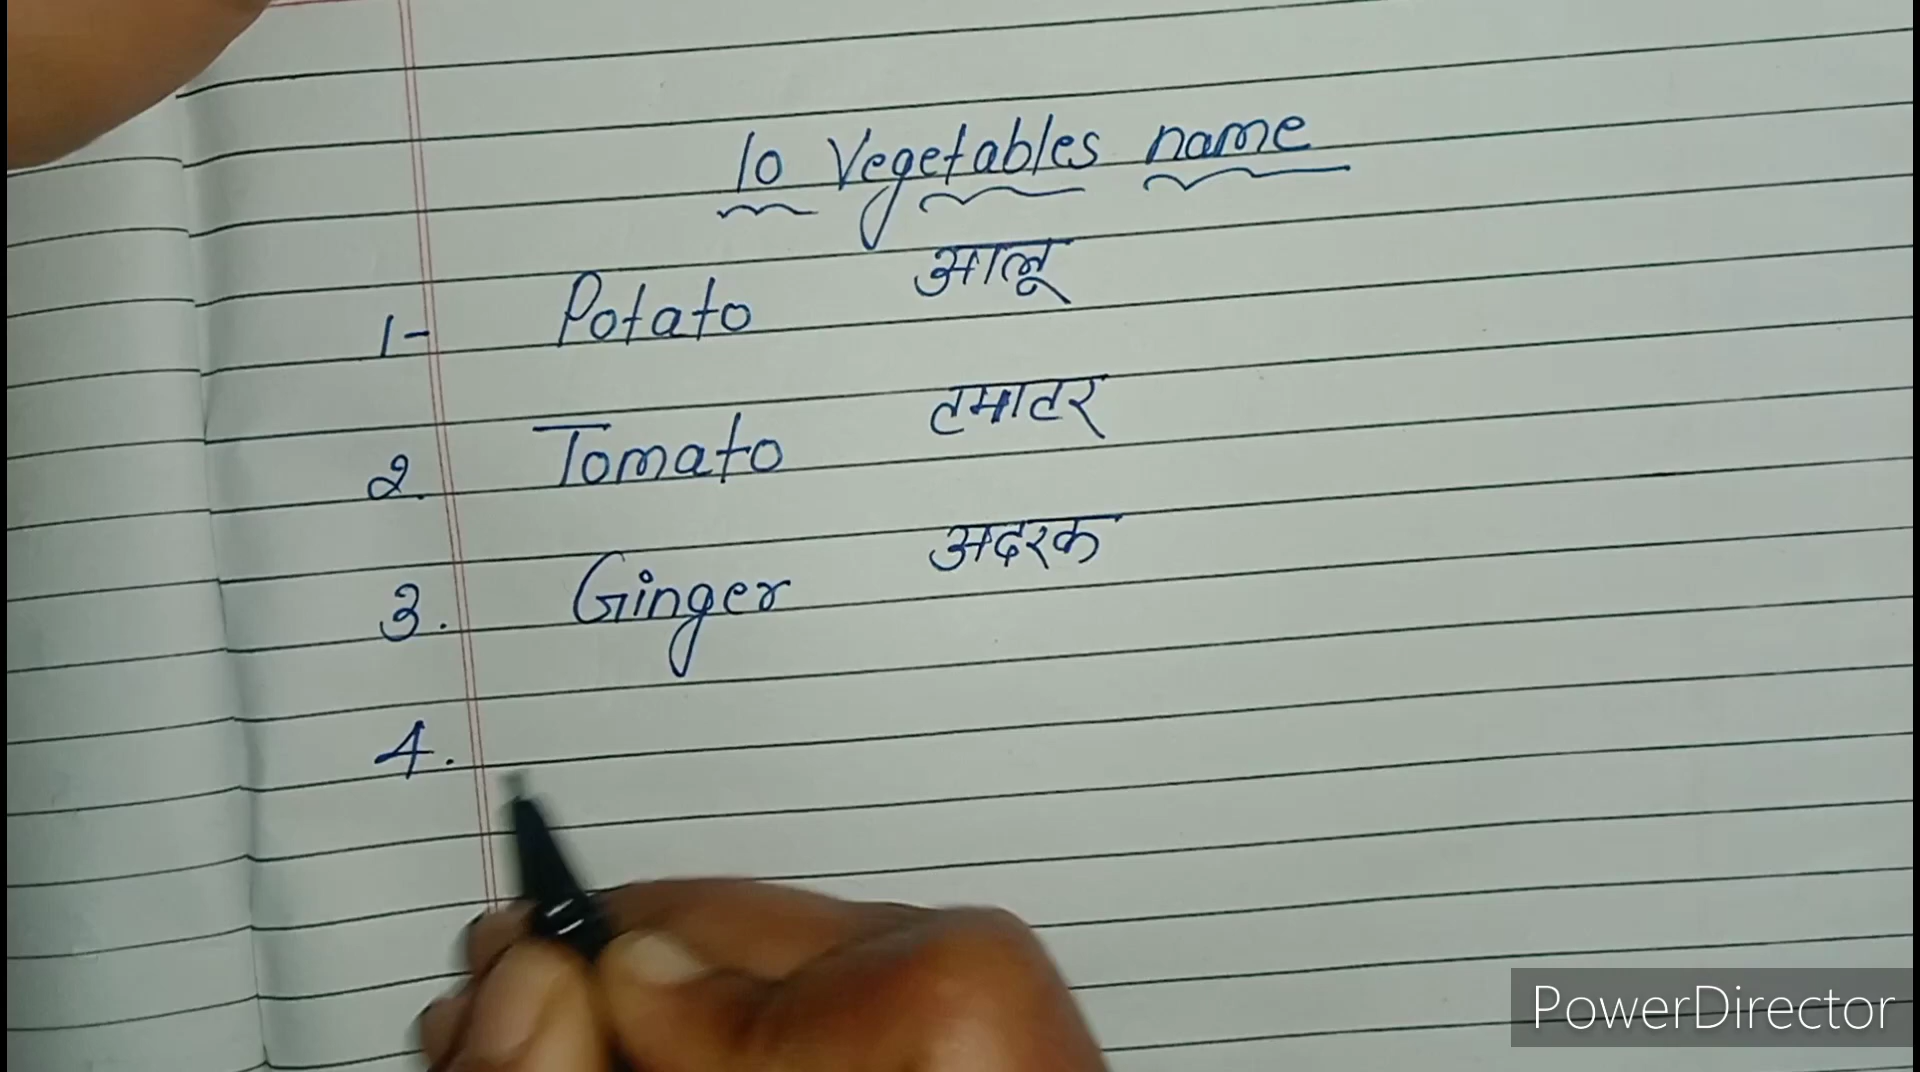 10 Vegetables name
1- Potato आलू
2. Tomato टमाटर
3. Ginger अदरक
4.
PowerDirector